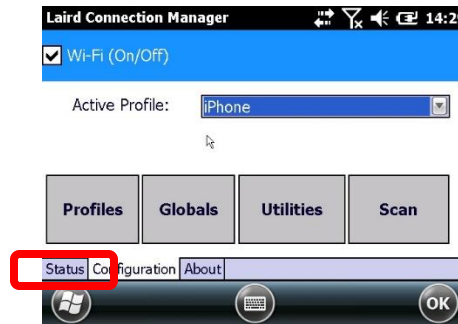 Laird Connection Manager 14:2
Wi-Fi (On/Off)
Active Profile: iPhone
Profiles Globals Utilities Scan
Status Configuration About
OK